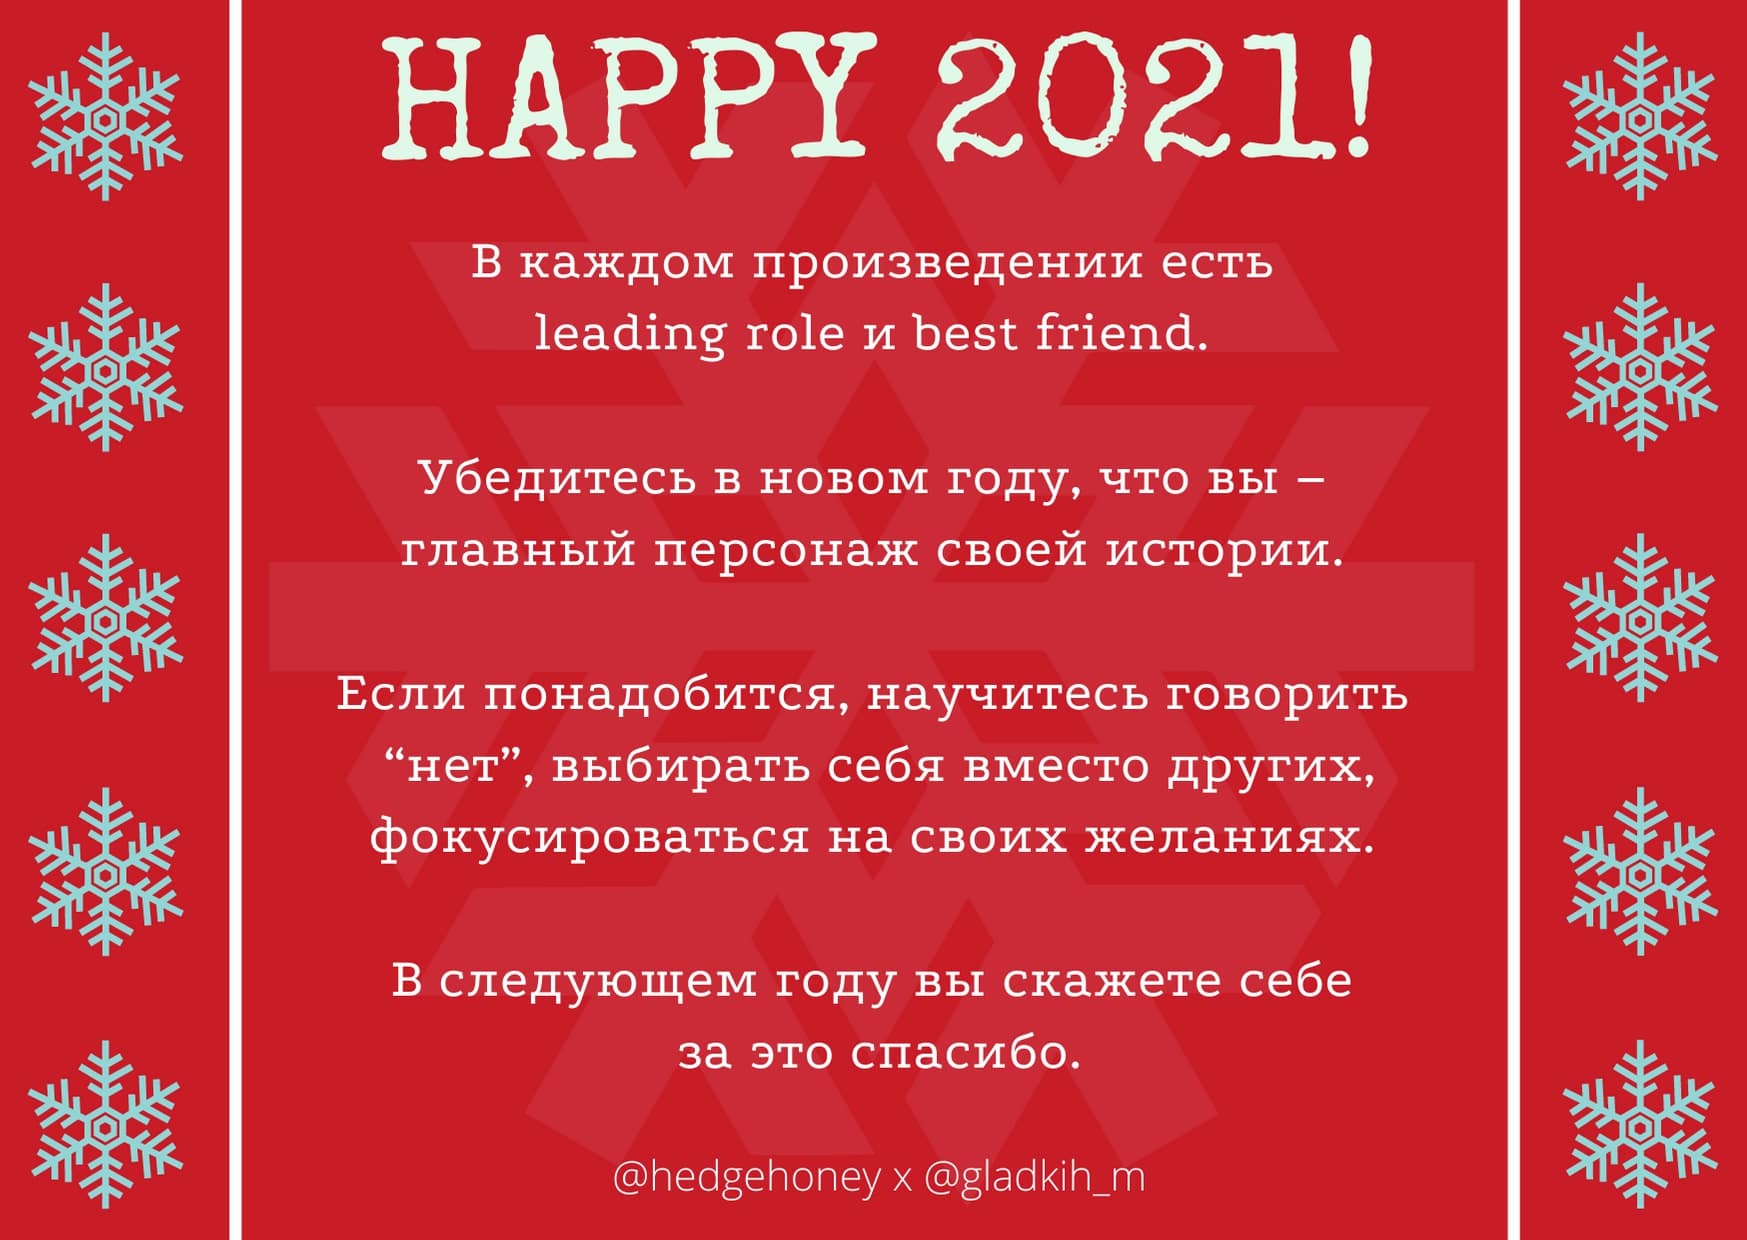 HAPPY 2021!
В каждом произведении есть
leading role и best friend.
Убедитесь в новом году, что вы –
главный персонаж своей истории.
Если понадобится, научитесь говорить
“нет”, выбирать себя вместо других,
фокусироваться на своих желаниях.
В следующем году вы скажете себе
за это спасибо.
@hedgehoney x @gladkih_m